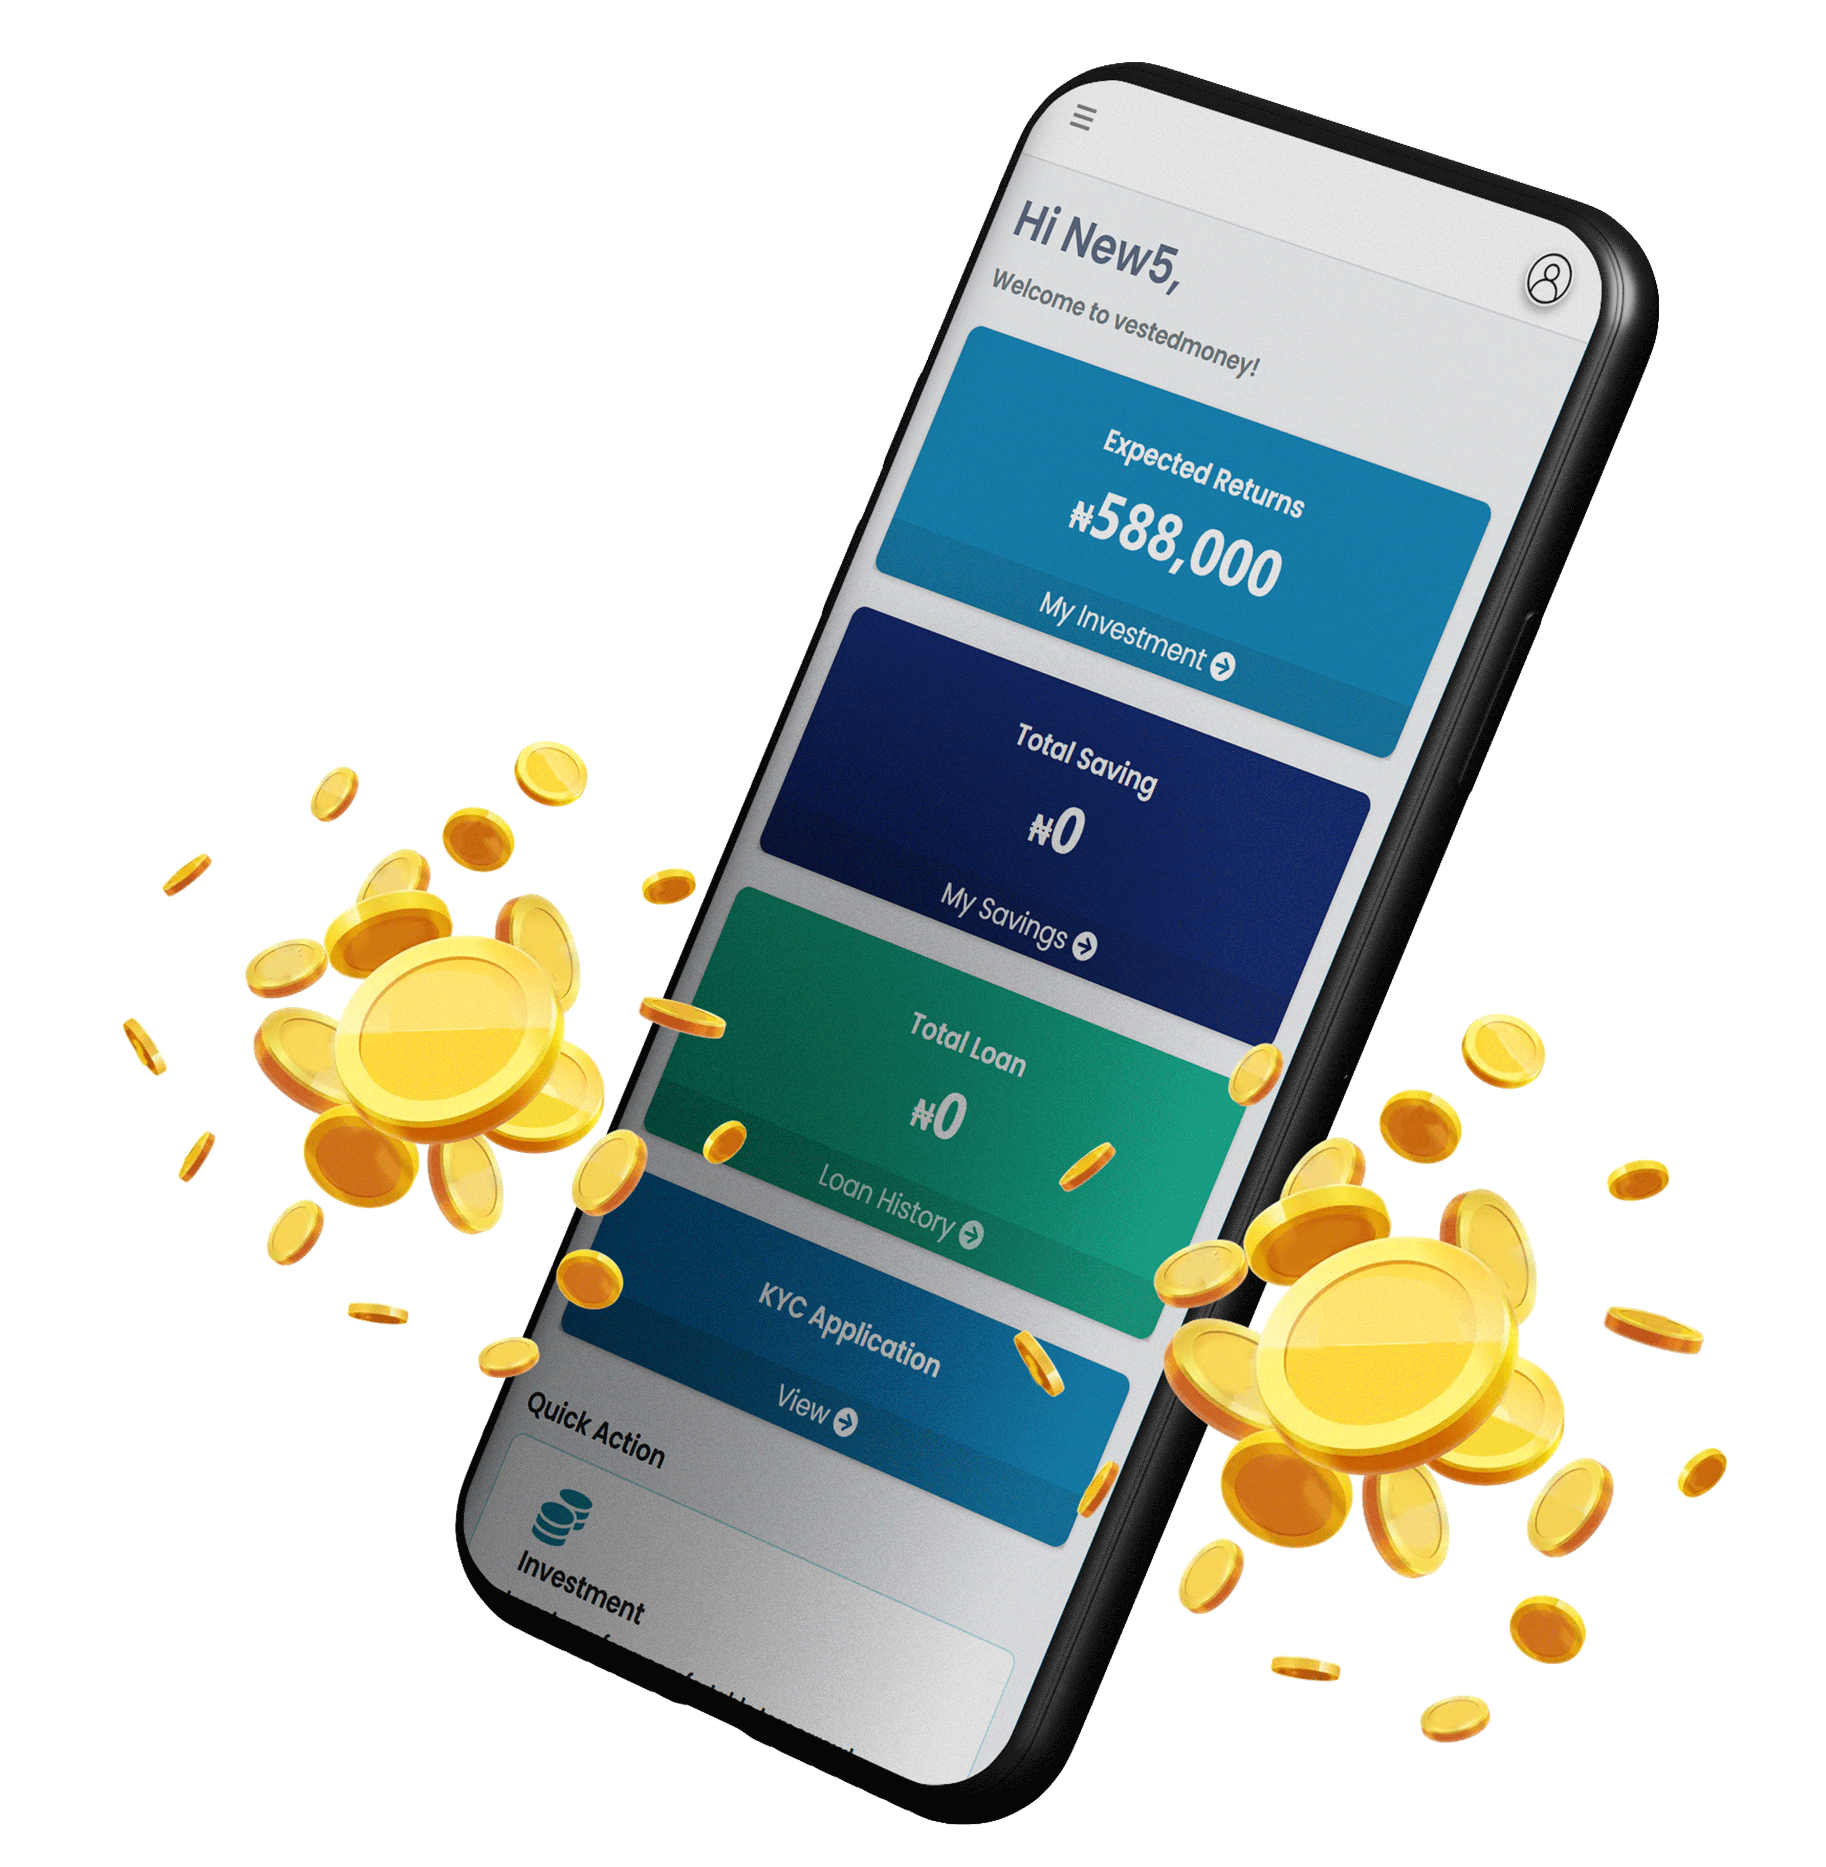 Hi New5,
Welcome to vestedmoney!
Expected Returns
₦588,000
My Investment
Total Saving
₦0
My Savings
Total Loan
₦0
Loan History
KYC Application
View
Quick Action
Investment